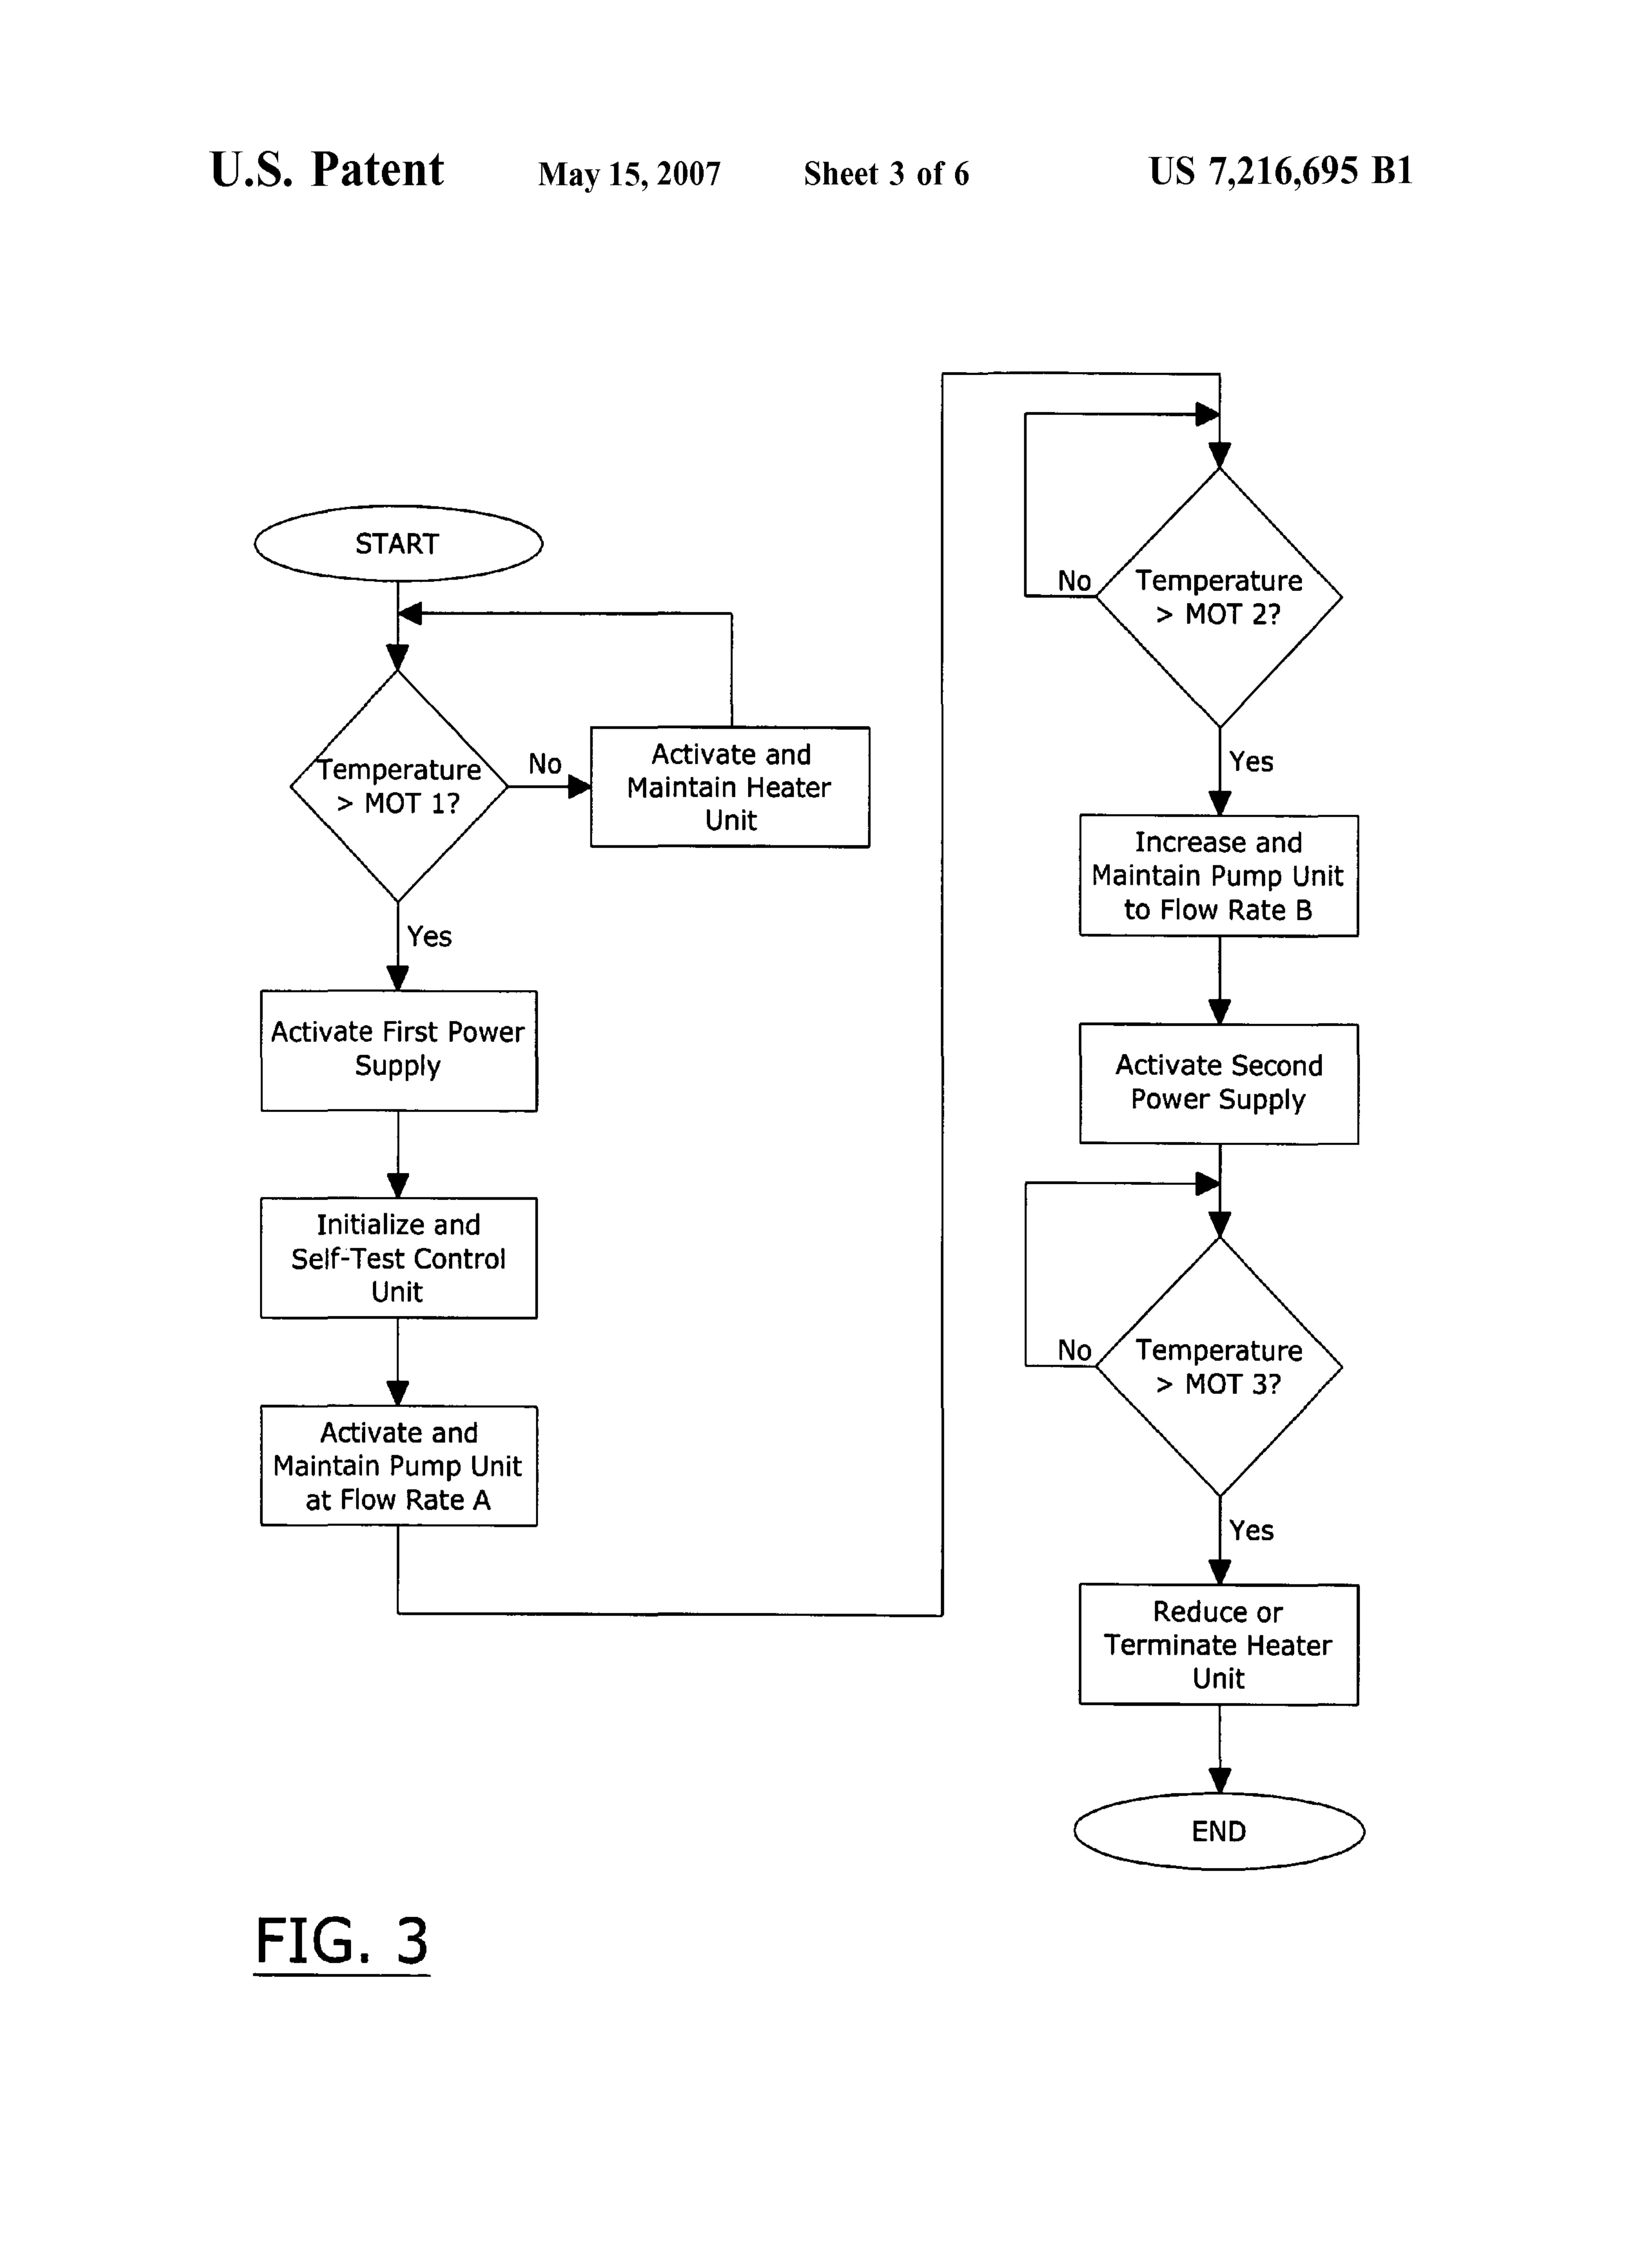 U.S. Patent May 15, 2007 Sheet 3 of 6 US 7,216,695 B1
START
Temperature
> MOT 1?
No
Activate and
Maintain Heater
Unit
Yes
Activate First Power
Supply
Initialize and
Self-Test Control
Unit
Activate and
Maintain Pump Unit
at Flow Rate A
Temperature
> MOT 2?
No
Yes
Increase and
Maintain Pump Unit
to Flow Rate B
Activate Second
Power Supply
Temperature
> MOT 3?
No
Yes
Reduce or
Terminate Heater
Unit
END
FIG. 3